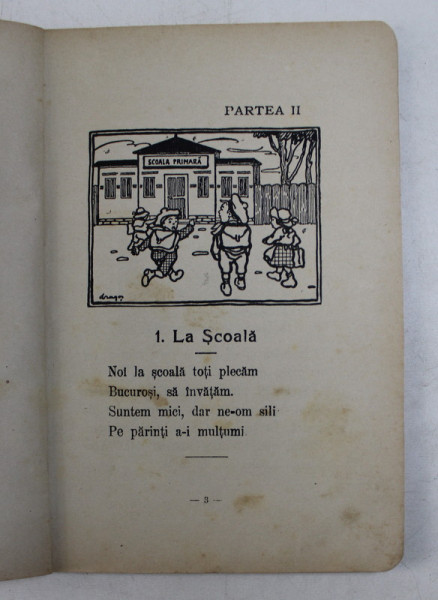 PARTEA II
ȘCOALA PRIMARĂ
dragoș
1. La Școală
Noi la școală toți plecăm
Bucuroși, să învățăm.
Suntem mici, dar ne-om sili
Pe părinți a-i mulțumi
— 3 —